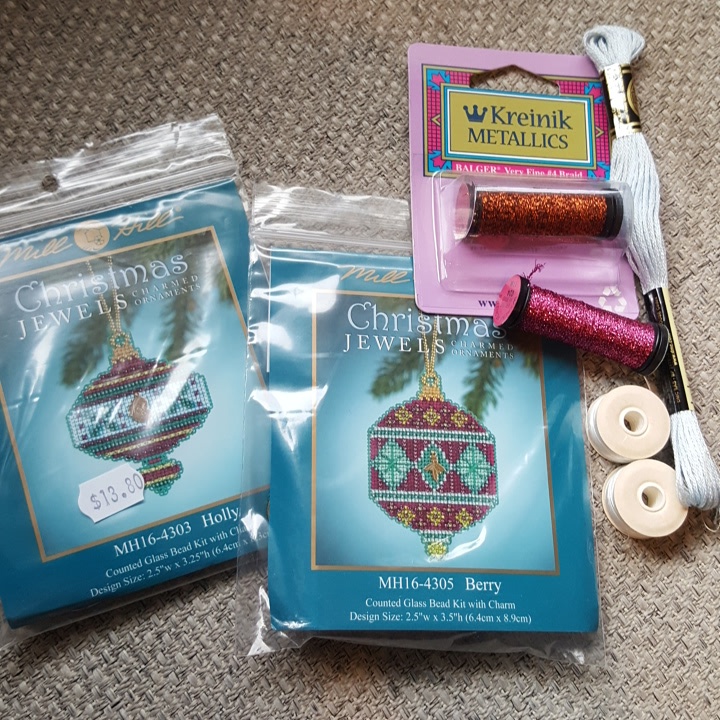 Mill Hill
Christmas
JEWELS CHARMED
ORNAMENTS
$13.80
MH16-4303 Holly
Counted Glass Bead Kit with Charm
Design Size: 2.5"w x 3.25"h (6.4cm x
Mill
Christmas
JEWELS CHARMED
ORNAMENTS
MH16-4305 Berry
Counted Glass Bead Kit with Charm
Design Size: 2.5"w x 3.5"h (6.4cm x 8.9cm)
Kreinik
METALLICS
BALGER® Very Fine #4 Braid
www.